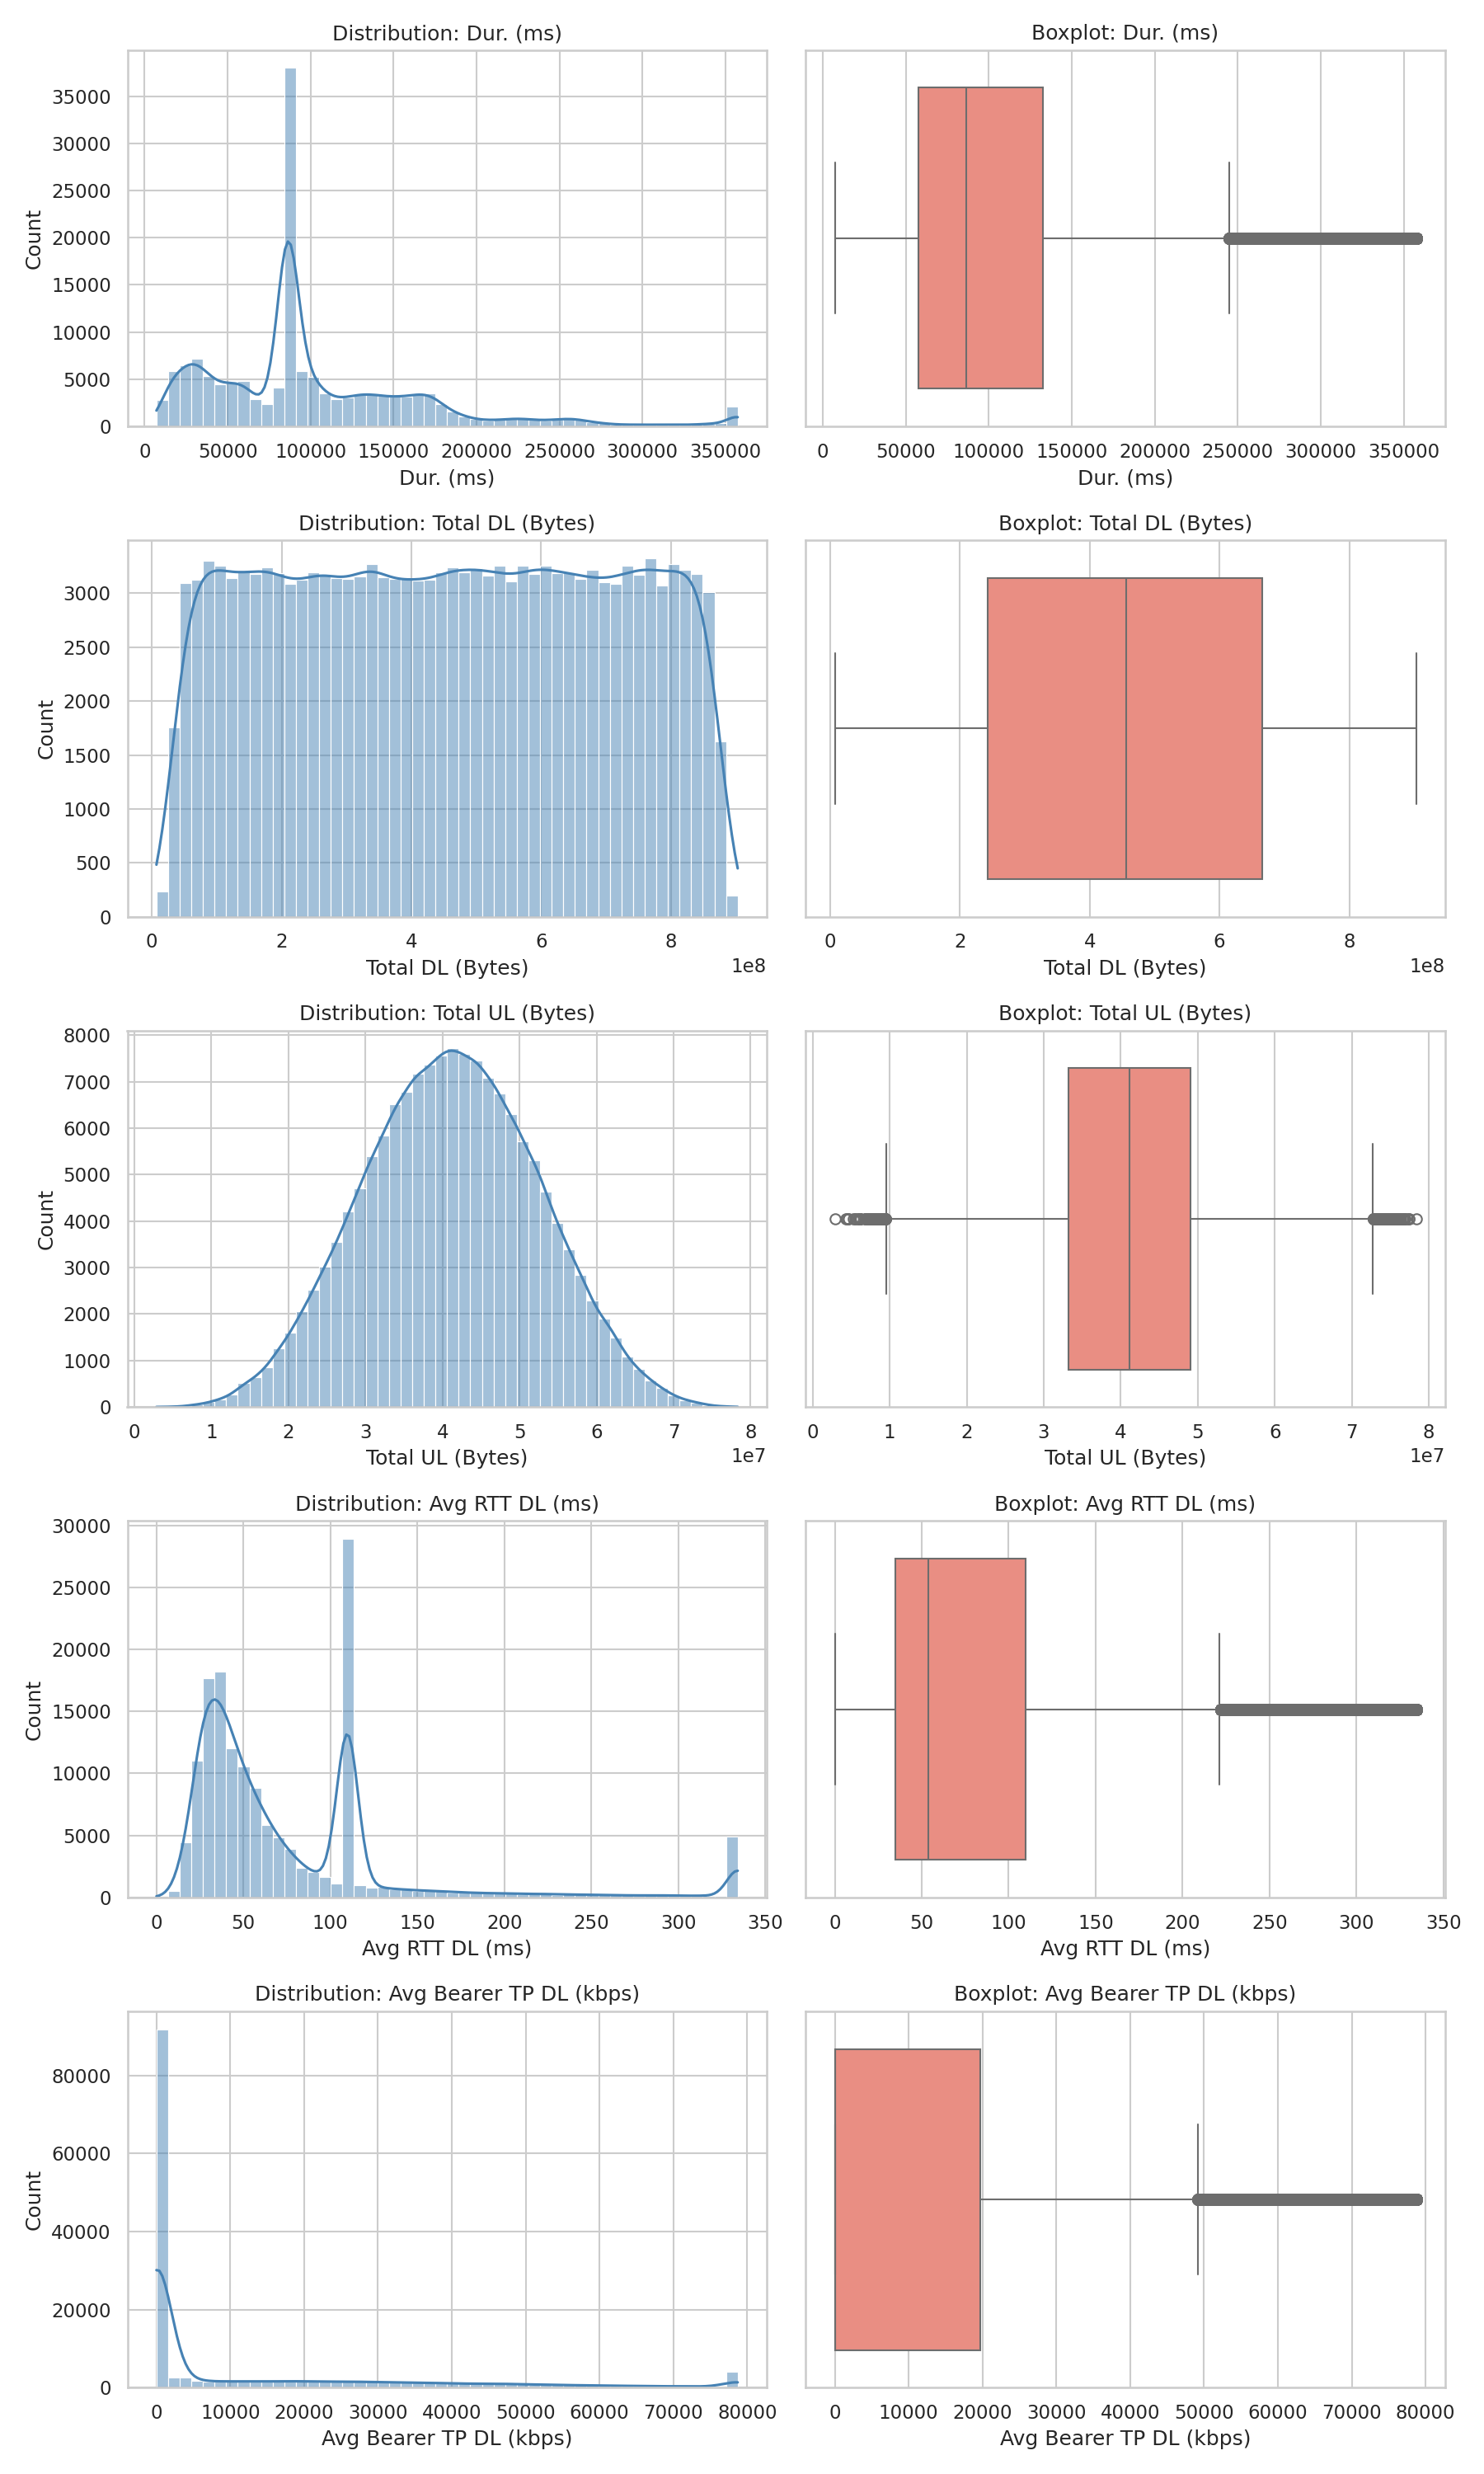 Distribution: Dur. (ms)
Boxplot: Dur. (ms)
Count
35000
30000
25000
20000
15000
10000
5000
0
0 50000 100000 150000 200000 250000 300000 350000
Dur. (ms)
0 50000 100000 150000 200000 250000 300000 350000
Dur. (ms)
Distribution: Total DL (Bytes)
Boxplot: Total DL (Bytes)
Count
3000
2500
2000
1500
1000
500
0
0 2 4 6 8
1e8
Total DL (Bytes)
0 2 4 6 8
1e8
Total DL (Bytes)
Distribution: Total UL (Bytes)
Boxplot: Total UL (Bytes)
Count
8000
7000
6000
5000
4000
3000
2000
1000
0
0 1 2 3 4 5 6 7 8
1e7
Total UL (Bytes)
0 1 2 3 4 5 6 7 8
1e7
Total UL (Bytes)
Distribution: Avg RTT DL (ms)
Boxplot: Avg RTT DL (ms)
Count
30000
25000
20000
15000
10000
5000
0
0 50 100 150 200 250 300 350
Avg RTT DL (ms)
0 50 100 150 200 250 300 350
Avg RTT DL (ms)
Distribution: Avg Bearer TP DL (kbps)
Boxplot: Avg Bearer TP DL (kbps)
Count
80000
60000
40000
20000
0
0 10000 20000 30000 40000 50000 60000 70000 80000
Avg Bearer TP DL (kbps)
0 10000 20000 30000 40000 50000 60000 70000 80000
Avg Bearer TP DL (kbps)